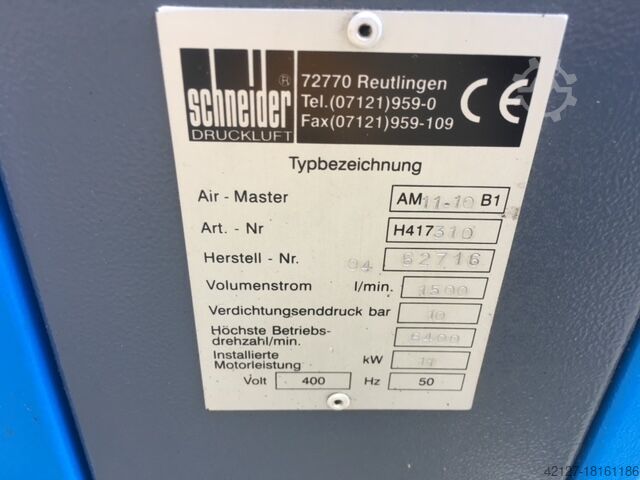 schneider ®
DRUCKLUFT
72770 Reutlingen
Tel.(07121)959-0
Fax(07121)959-109
CE
Typbezeichnung
Air - Master AM11-10 B1
Art. - Nr H417310
Herstell - Nr. 04 62716
Volumenstrom l/min. 1500
Verdichtungsenddruck bar 10
Höchste Betriebs-
drehzahl/min. 6400
Installierte
Motorleistung kW 11
Volt 400 Hz 50
42127-18161186